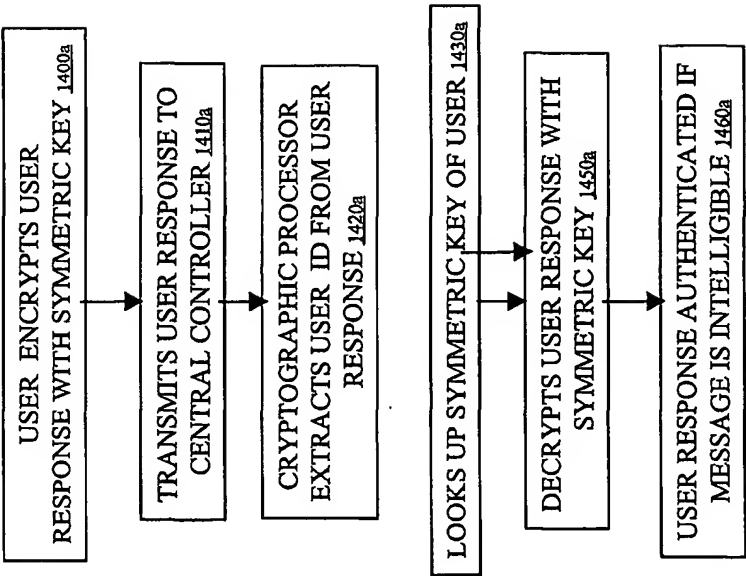 USER ENCRYPTS USER
RESPONSE WITH SYMMETRIC KEY 1400a
TRANSMITS USER RESPONSE TO
CENTRAL CONTROLLER 1410a
CRYPTOGRAPHIC PROCESSOR
EXTRACTS USER ID FROM USER
RESPONSE 1420a
LOOKS UP SYMMETRIC KEY OF USER 1430a
DECRYPTS USER RESPONSE WITH
SYMMETRIC KEY 1450a
USER RESPONSE AUTHENTICATED IF
MESSAGE IS INTELLIGIBLE 1460a